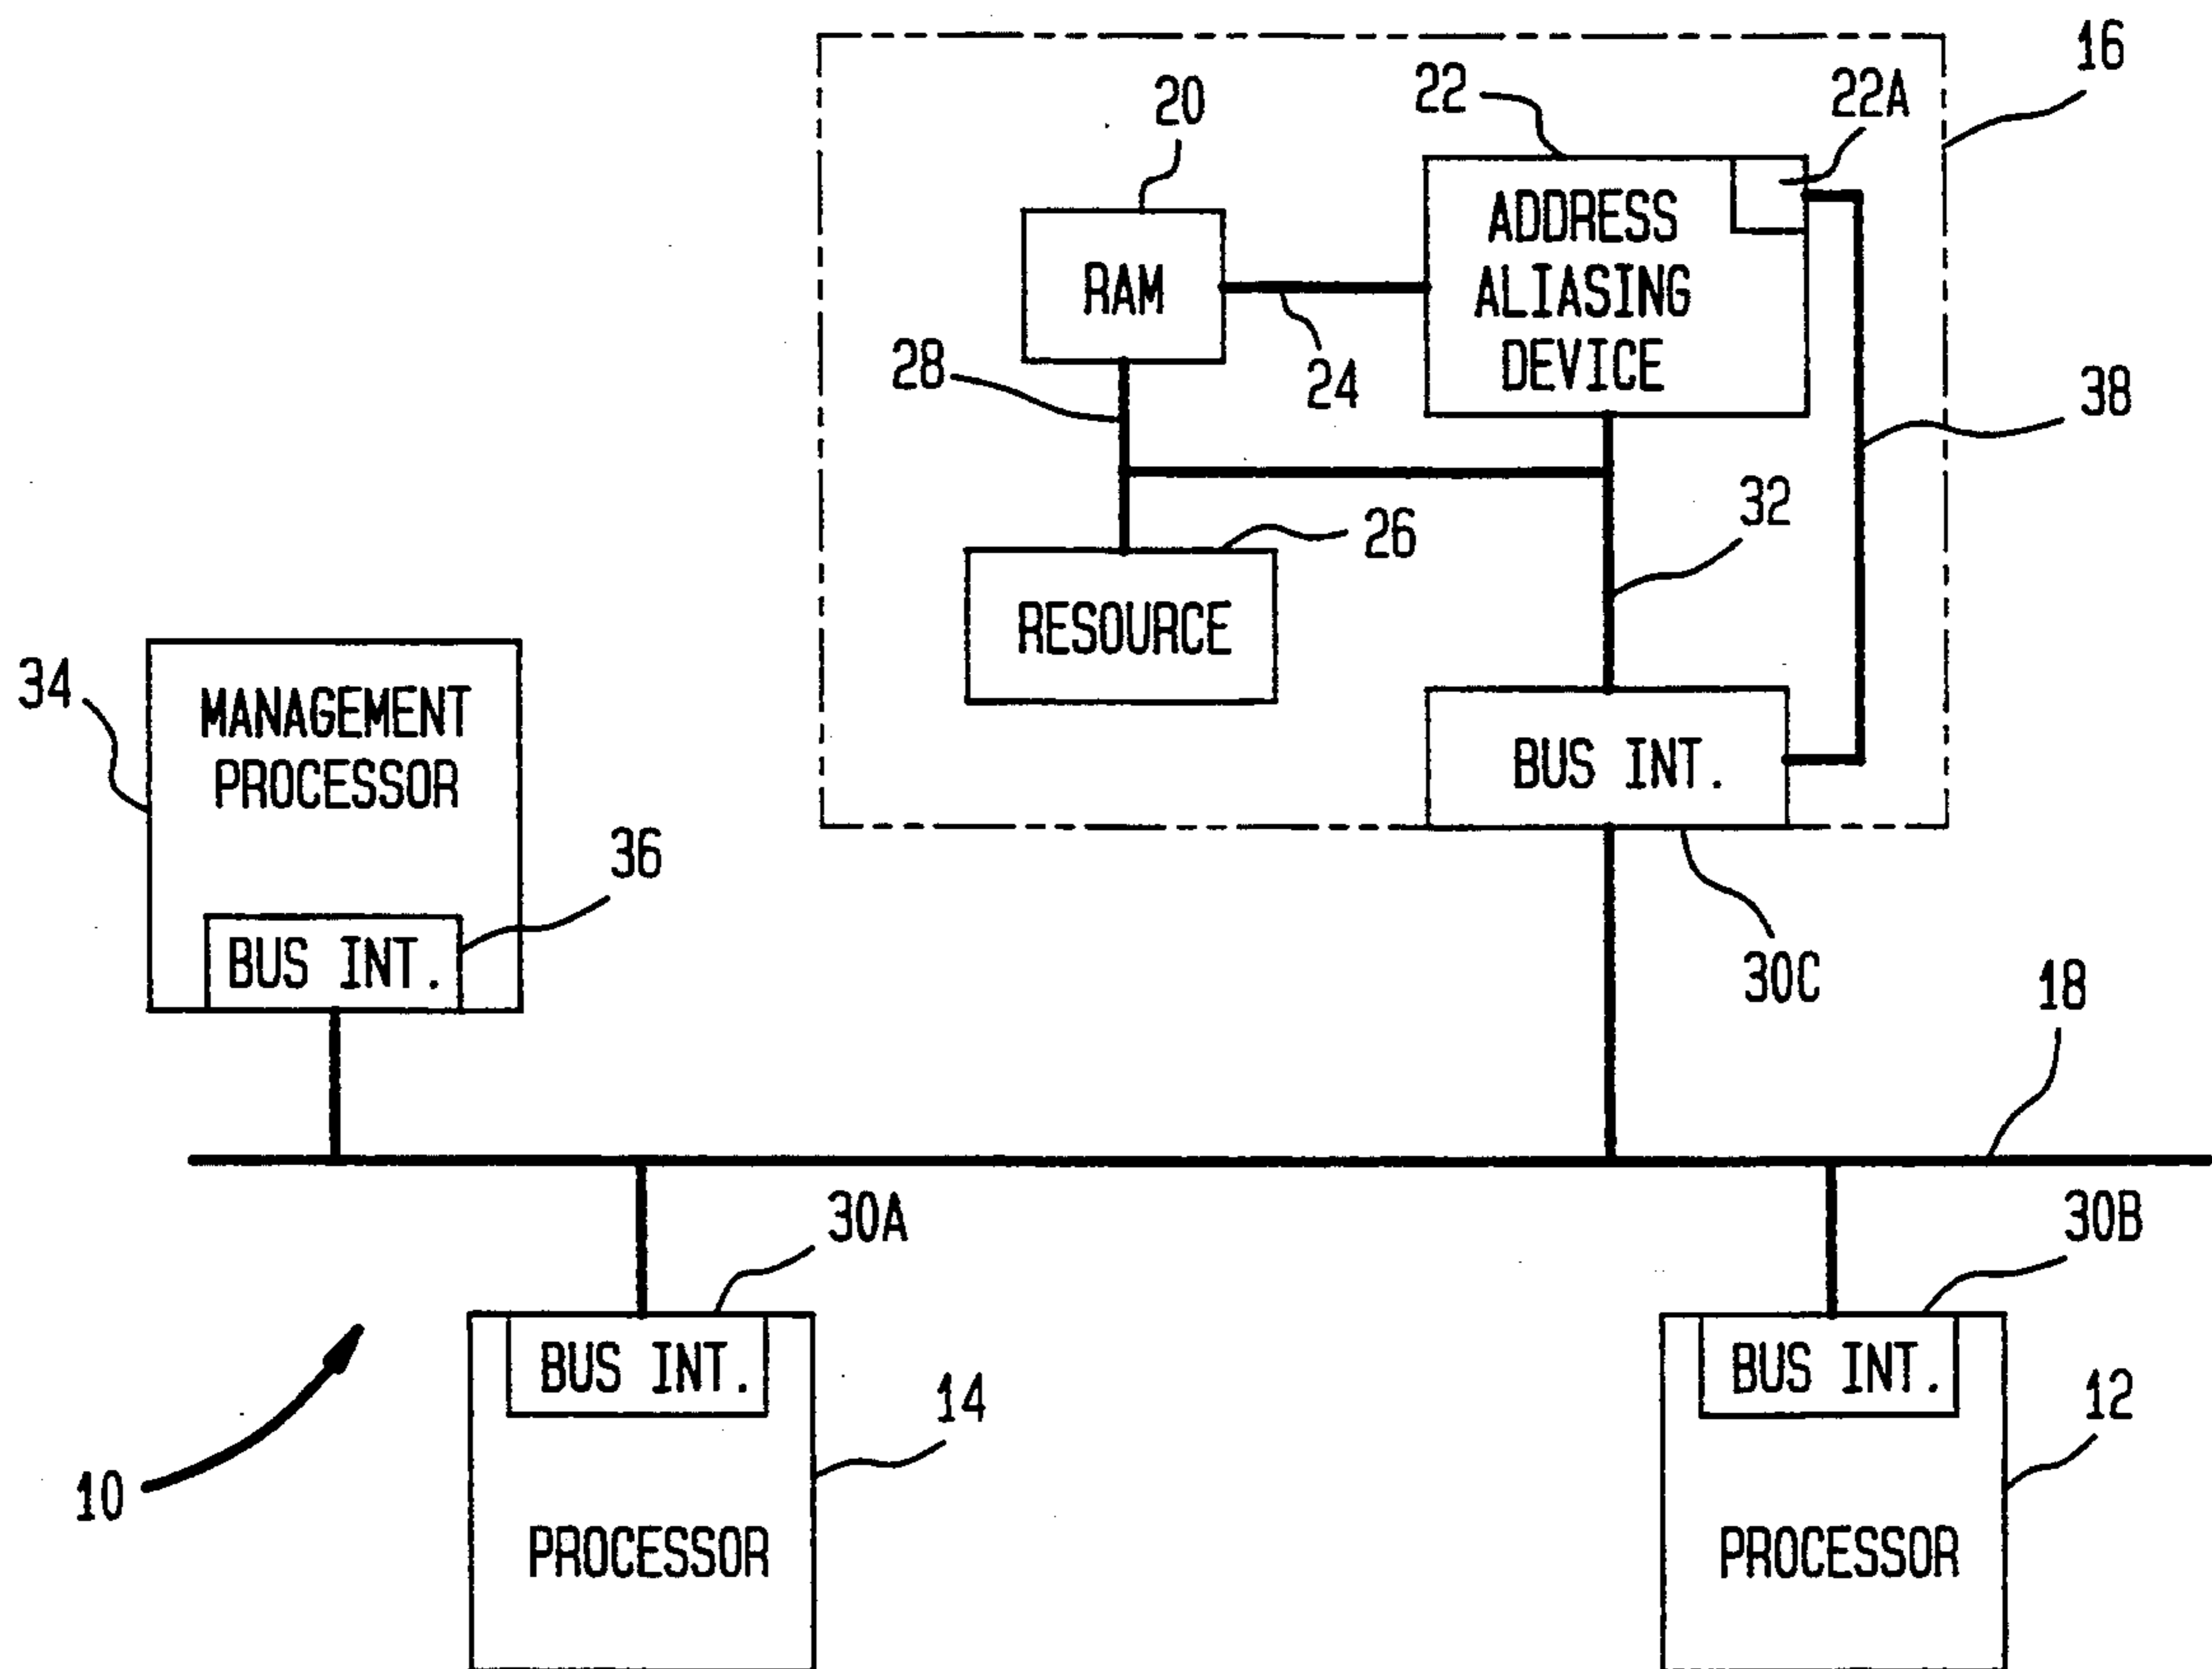 16
20
22
22A
RAM
ADDRESS
ALIASING
DEVICE
28
24
38
32
26
RESOURCE
34
MANAGEMENT
PROCESSOR
BUS INT.
36
BUS INT.
30C
18
30A
30B
BUS INT.
BUS INT.
14
12
10
PROCESSOR
PROCESSOR